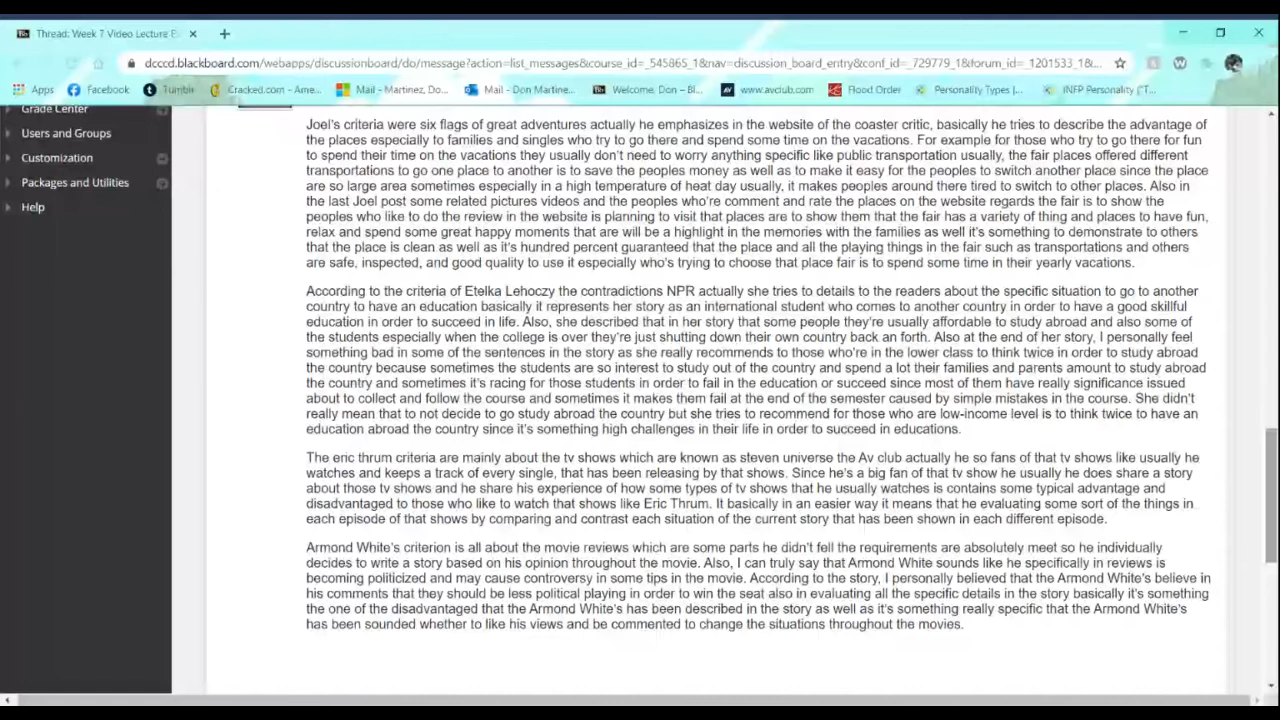 Thread: Week 7 Video Lecture E
dcccd.blackboard.com/webapps/discussionboard/do/message?action=list_messages&course_id=_545865_1&nav=discussion_board_entry&conf_id=_729779_1&forum_id=_1201533_1&...
Apps Facebook Tumblr Cracked.com - Ame... Mail - Martinez, Do... Mail - Don Martine... Welcome, Don – Bl... www.avclub.com Flood Order Personality Types |... INFP Personality ("T...
Grade Center
Users and Groups
Customization
Packages and Utilities
Help
Joel's criteria were six flags of great adventures actually he emphasizes in the website of the coaster critic, basically he tries to describe the advantage of
the places especially to families and singles who try to go there and spend some time on the vacations. For example for those who try to go there for fun
to spend their time on the vacations they usually don't need to worry anything specific like public transportation usually, the fair places offered different
transportations to go one place to another is to save the peoples money as well as to make it easy for the peoples to switch another place since the place
are so large area sometimes especially in a high temperature of heat day usually, it makes peoples around there tired to switch to other places. Also in
the last Joel post some related pictures videos and the peoples who're comment and rate the places on the website regards the fair is to show the
peoples who like to do the review in the website is planning to visit that places are to show them that the fair has a variety of thing and places to have fun,
relax and spend some great happy moments that are will be a highlight in the memories with the families as well it's something to demonstrate to others
that the place is clean as well as it's hundred percent guaranteed that the place and all the playing things in the fair such as transportations and others
are safe, inspected, and good quality to use it especially who's trying to choose that place fair is to spend some time in their yearly vacations.
According to the criteria of Etelka Lehoczy the contradictions NPR actually she tries to details to the readers about the specific situation to go to another
country to have an education basically it represents her story as an international student who comes to another country in order to have a good skillful
education in order to succeed in life. Also, she described that in her story that some people they're usually affordable to study abroad and also some of
the students especially when the college is over they're just shutting down their own country back an forth. Also at the end of her story, I personally feel
something bad in some of the sentences in the story as she really recommends to those who're in the lower class to think twice in order to study abroad
the country because sometimes the students are so interest to study out of the country and spend a lot their families and parents amount to study abroad
the country and sometimes it's racing for those students in order to fail in the education or succeed since most of them have really significance issued
about to collect and follow the course and sometimes it makes them fail at the end of the semester caused by simple mistakes in the course. She didn't
really mean that to not decide to go study abroad the country but she tries to recommend for those who are low-income level is to think twice to have an
education abroad the country since it's something high challenges in their life in order to succeed in educations.
The eric thrum criteria are mainly about the tv shows which are known as steven universe the Av club actually he so fans of that tv shows like usually he
watches and keeps a track of every single, that has been releasing by that shows. Since he's a big fan of that tv show he usually he does share a story
about those tv shows and he share his experience of how some types of tv shows that he usually watches is contains some typical advantage and
disadvantaged to those who like to watch that shows like Eric Thrum. It basically in an easier way it means that he evaluating some sort of the things in
each episode of that shows by comparing and contrast each situation of the current story that has been shown in each different episode.
Armond White's criterion is all about the movie reviews which are some parts he didn't fell the requirements are absolutely meet so he individually
decides to write a story based on his opinion throughout the movie. Also, I can truly say that Armond White sounds like he specifically in reviews is
becoming politicized and may cause controversy in some tips in the movie. According to the story, I personally believed that the Armond White's believe in
his comments that they should be less political playing in order to win the seat also in evaluating all the specific details in the story basically it's something
the one of the disadvantaged that the Armond White's has been described in the story as well as it's something really specific that the Armond White's
has been sounded whether to like his views and be commented to change the situations throughout the movies.